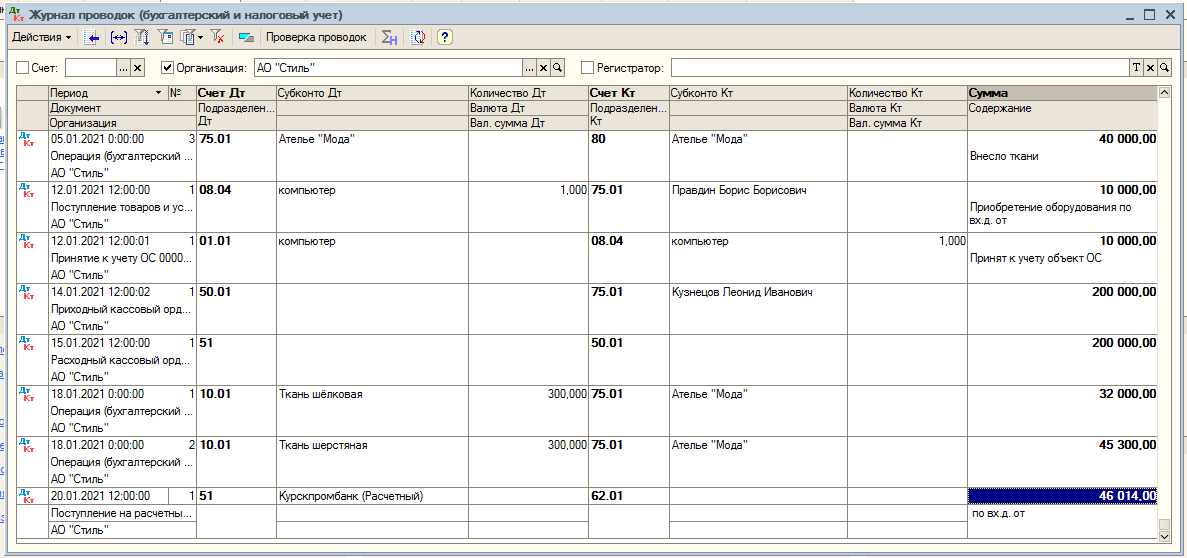 Журнал проводок (бухгалтерский и налоговый учет)
Действия Проверка проводок
Счет: Организация: АО "Стиль" Регистратор:
Период № Счет Дт Субконто Дт Количество Дт Счет Кт Субконто Кт Количество Кт Сумма
Документ Подразделен... Дт Валюта Дт Подразделен... Кт Валюта Кт Содержание
Организация Вал. сумма Дт Вал. сумма Кт
05.01.2021 0:00:00 3 75.01 Ателье "Мода" 80 Ателье "Мода" 40 000,00
Операция (бухгалтерский ... Внесло ткани
АО "Стиль"
12.01.2021 12:00:00 1 08.04 компьютер 1,000 75.01 Правдин Борис Борисович 10 000,00
Поступление товаров и ус... Приобретение оборудования по
АО "Стиль" вх.д. от
12.01.2021 12:00:01 1 01.01 компьютер 08.04 компьютер 1,000 10 000,00
Принятие к учету ОС 0000... Принят к учету объект ОС
АО "Стиль"
14.01.2021 12:00:02 1 50.01 75.01 Кузнецов Леонид Иванович 200 000,00
Приходный кассовый орд...
АО "Стиль"
15.01.2021 12:00:00 1 51 50.01 200 000,00
Расходный кассовый орд...
АО "Стиль"
18.01.2021 0:00:00 1 10.01 Ткань шёлковая 300,000 75.01 Ателье "Мода" 32 000,00
Операция (бухгалтерский ...
АО "Стиль"
18.01.2021 0:00:00 2 10.01 Ткань шерстяная 300,000 75.01 Ателье "Мода" 45 300,00
Операция (бухгалтерский ...
АО "Стиль"
20.01.2021 12:00:00 1 51 Курскпромбанк (Расчетный) 62.01 46 014,00
Поступление на расчетны... по вх.д. от
АО "Стиль"